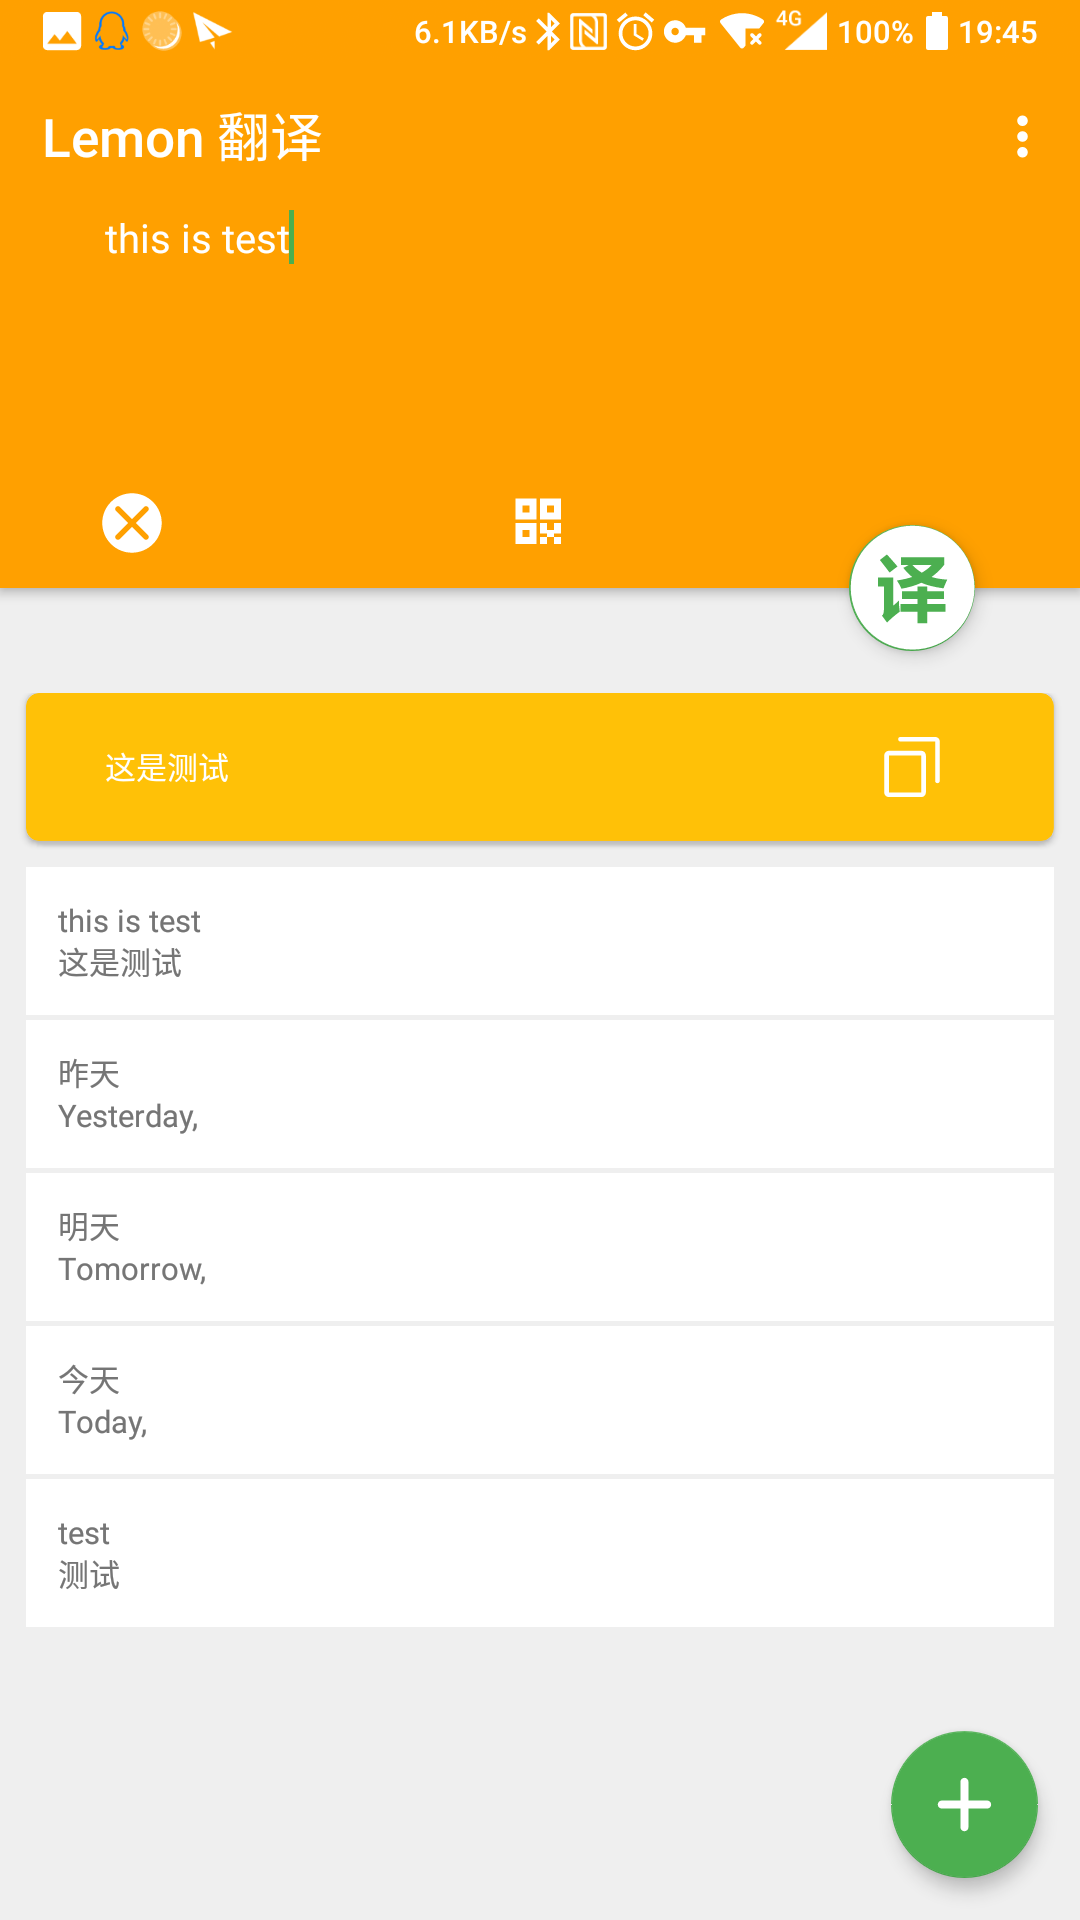 6.1KB/s 4G 100% 19:45
Lemon 翻译
this is test
译
这是测试
this is test
这是测试
昨天
Yesterday,
明天
Tomorrow,
今天
Today,
test
测试